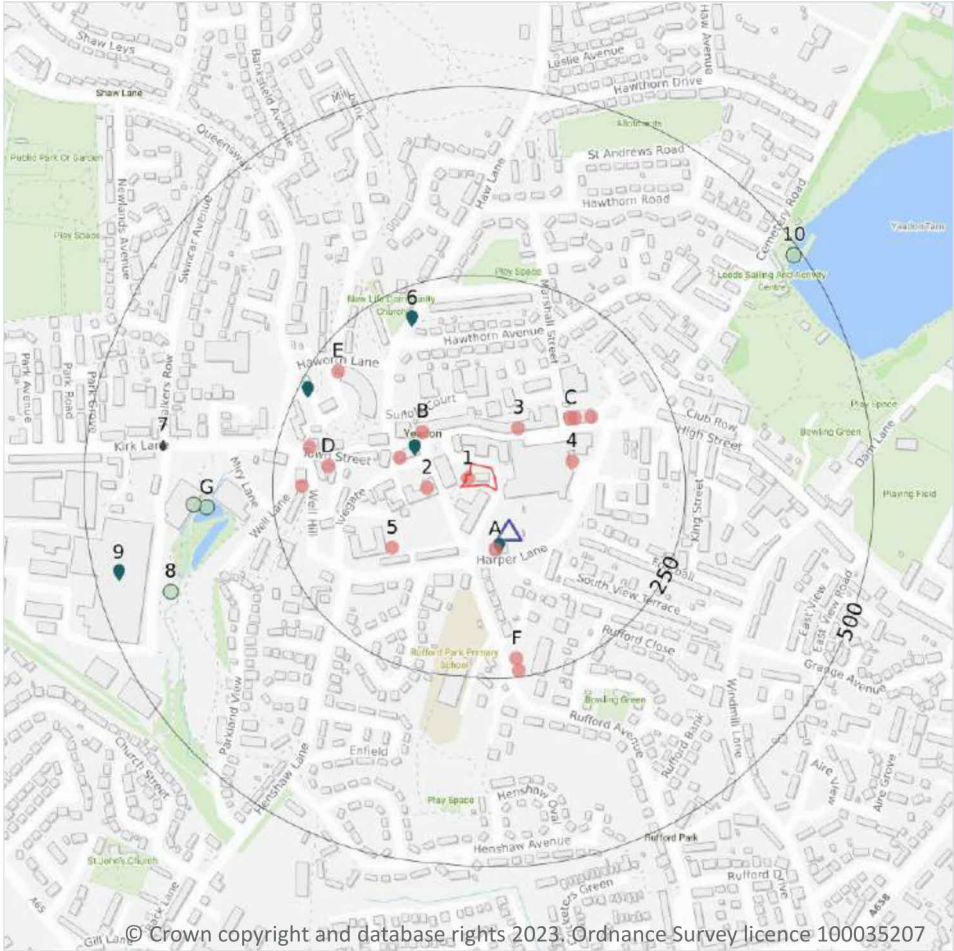 Shaw Leys
Shaw Lane
Banksfield Avenue
Queensway
Leslie Avenue
Haw Avenue
Hawthorn Drive
Allotments
St Andrews Road
Hawthorn Road
Haw Lane
Public Park Or Garden
Newlands Avenue
Swincar Avenue
Play Space
Cemetery Road
10
Yeadon Tarn
Leeds Sailing And Activity
Centre
Play Space
New Life Community
Church
6
Marshall Street
Hawthorn Avenue
E
Haworth Lane
Park Avenue
Park Road
Park Grove
Walkers Row
7
Kirk Lane
B
Yeadon
3
C
Club Row
High Street
Play Space
Bowling Green
Dam Lane
D
Town Street
2
1
4
Miry Lane
G
Well Lane
Well Hill
King Street
Playing Field
5
A
Harper Lane
9
8
250
South View Terrace
East View
East View Road
500
Rufford Close
F
Rufford Park Primary
School
Grange Avenue
Bowling Green
Windmill Lane
Parkland View
Rufford Avenue
Rufford Bank
Church Street
Enfield
Henshaw Lane
Aire View
Aire Grove
Play Space
Henshaw Oval
Henshaw Avenue
Rufford Park
St John's Church
Rufford Drive
Park Lane
A65
A658
Gill Lane
© Crown copyright and database rights 2023. Ordnance Survey licence 100035207